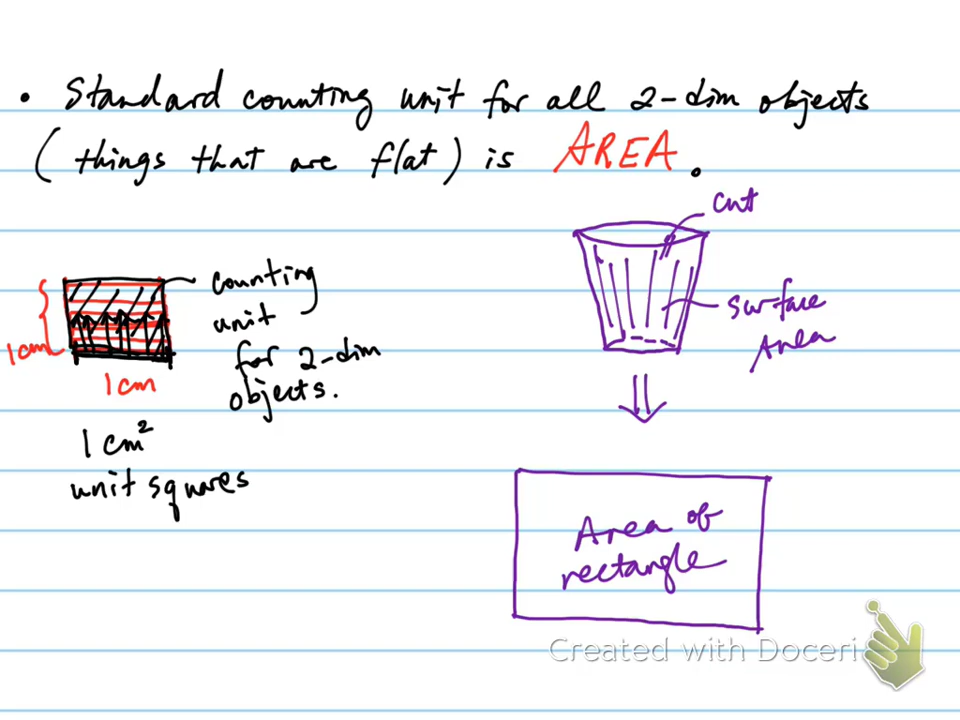 • Standard counting unit for all 2-dim objects
(things that are flat) is AREA.
cut
counting
unit
for 2-dim
objects.
1cm
1cm
1 cm²
unit squares
surface
Area
Area of
rectangle
Created with Doceri